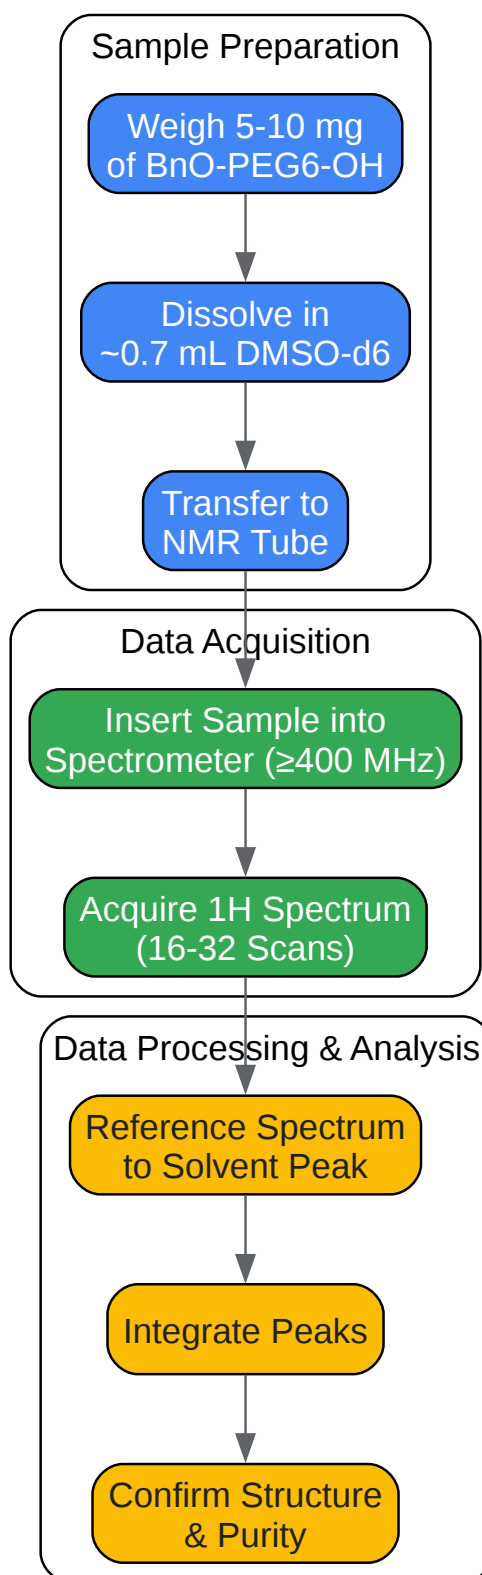 Sample Preparation
Weigh 5-10 mg
of BnO-PEG6-OH
Dissolve in
~0.7 mL DMSO-d6
Transfer to
NMR Tube
Data Acquisition
Insert Sample into
Spectrometer (≥400 MHz)
Acquire 1H Spectrum
(16-32 Scans)
Data Processing & Analysis
Reference Spectrum
to Solvent Peak
Integrate Peaks
Confirm Structure
& Purity